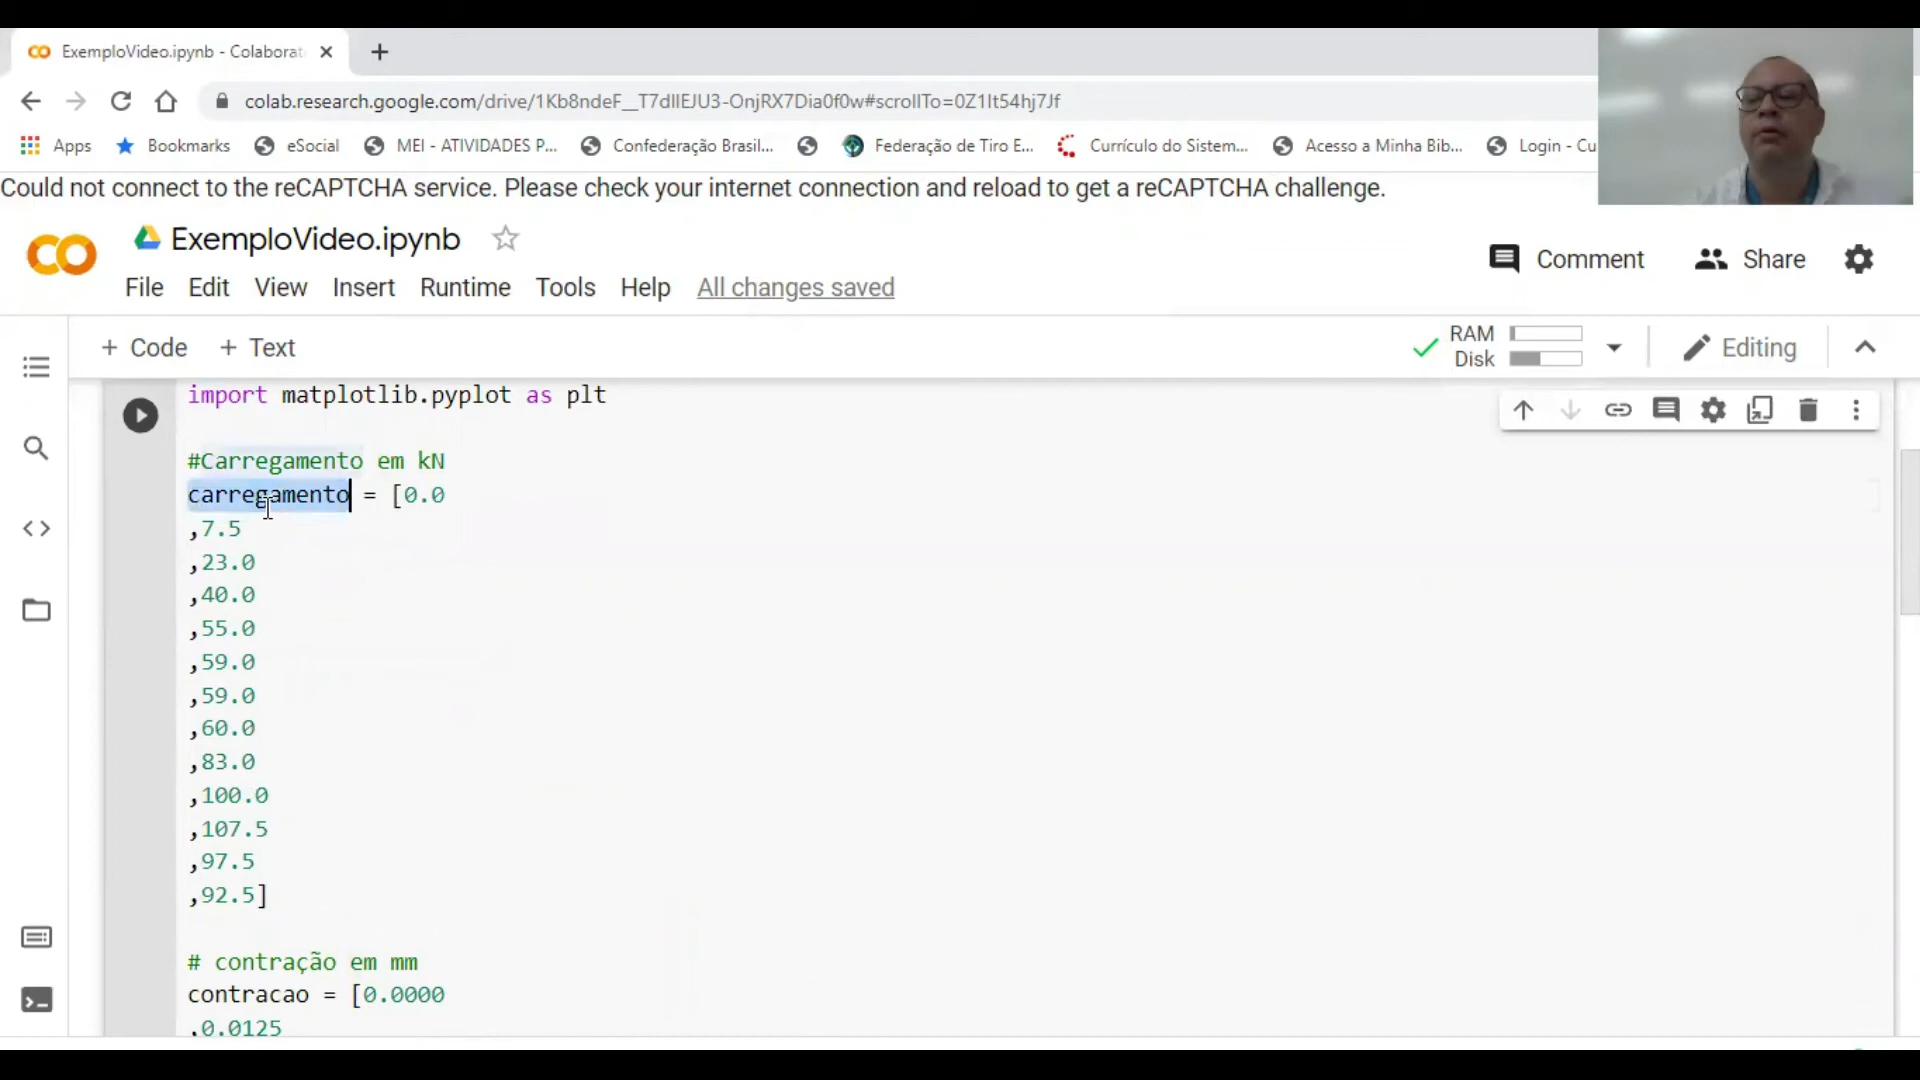 ExemploVideo.ipynb - Colaborat
colab.research.google.com/drive/1Kb8ndeF__T7dIlEJU3-OnjRX7Dia0f0w#scrollTo=0Z1It54hj7Jf
Apps Bookmarks eSocial MEI - ATIVIDADES P... Confederação Brasil... Federação de Tiro E... Currículo do Sistem... Acesso a Minha Bib... Login - Cu
Could not connect to the reCAPTCHA service. Please check your internet connection and reload to get a reCAPTCHA challenge.
ExemploVideo.ipynb
Comment Share
File Edit View Insert Runtime Tools Help All changes saved
+ Code + Text
RAM
Disk
Editing
import matplotlib.pyplot as plt
#Carregamento em kN
carregamento = [0.0
,7.5
,23.0
,40.0
,55.0
,59.0
,59.0
,60.0
,83.0
,100.0
,107.5
,97.5
,92.5]
# contração em mm
contracao = [0.0000
,0.0125